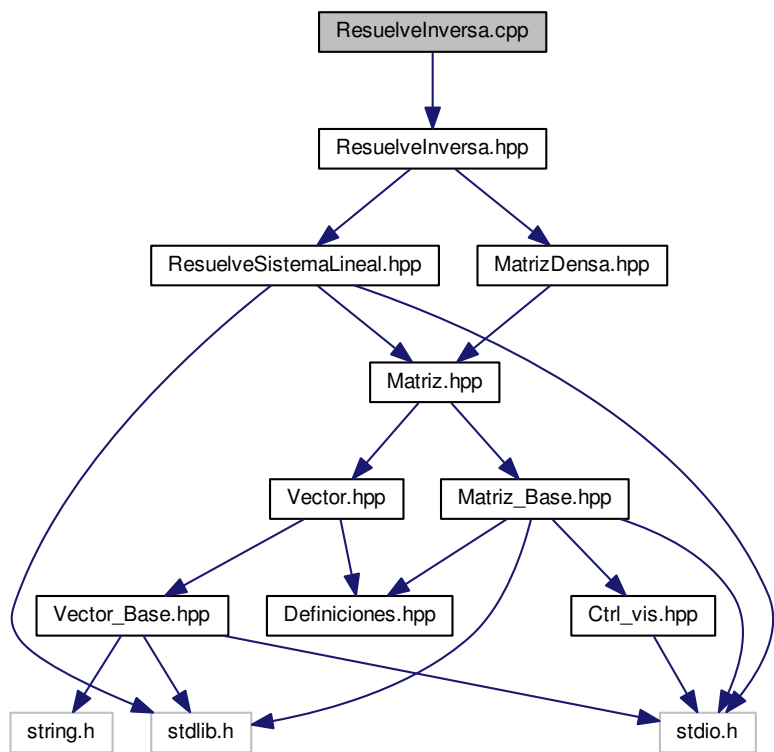 ResuelveInversa.cpp
ResuelveInversa.hpp
ResuelveSistemaLineal.hpp
MatrizDensa.hpp
Matriz.hpp
Vector.hpp
Matriz_Base.hpp
Vector_Base.hpp
Definiciones.hpp
Ctrl_vis.hpp
string.h
stdlib.h
stdio.h